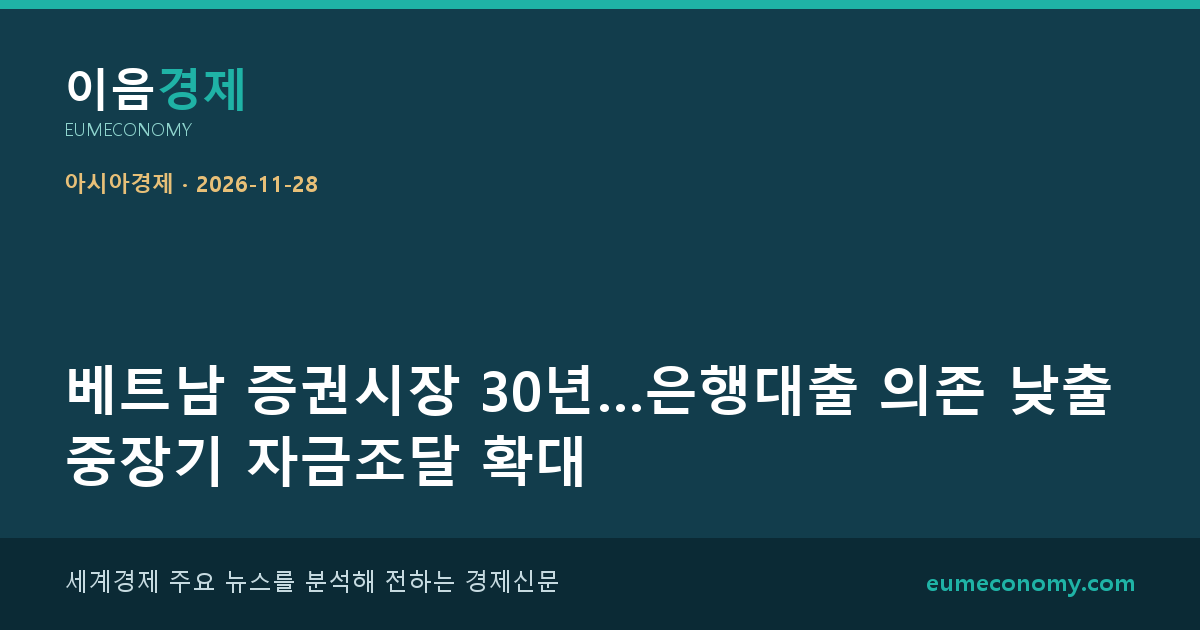 이음경제
EUMECONOMY
아시아경제 · 2026-11-28
베트남 증권시장 30년…은행대출 의존 낮출
중장기 자금조달 확대
세계경제 주요 뉴스를 분석해 전하는 경제신문
eumeconomy.com